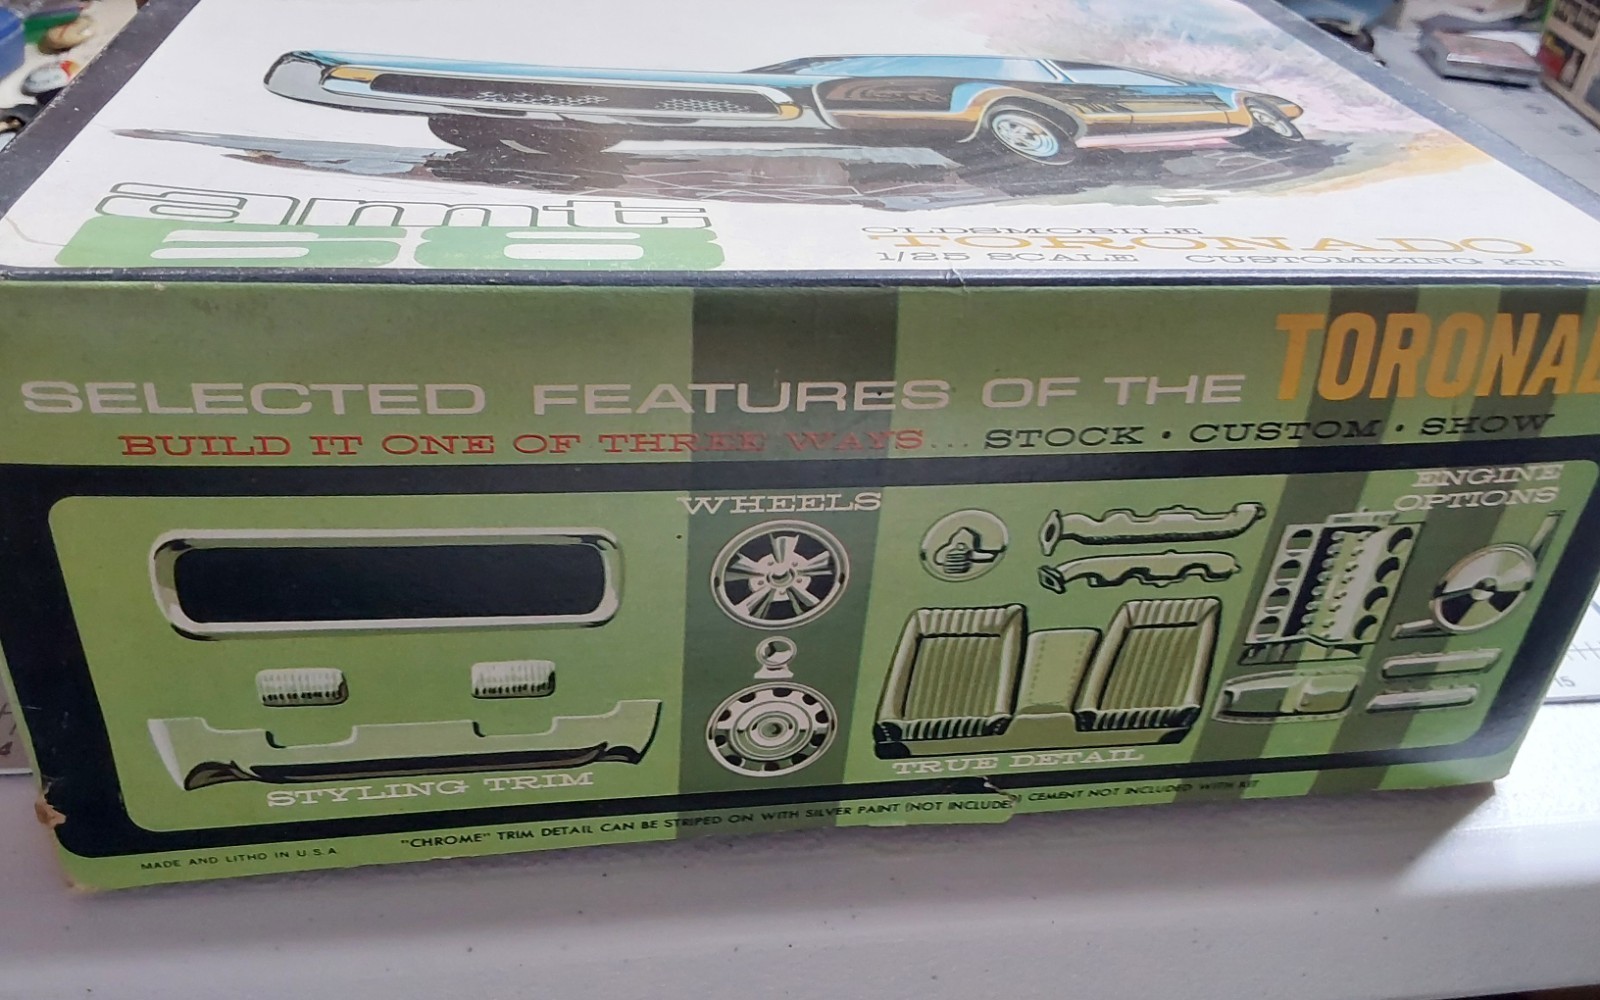 amt
68
OLDSMOBILE
TORONADO
1/25 SCALE CUSTOMIZING KIT
SELECTED FEATURES OF THE TORONAD
BUILD IT ONE OF THREE WAYS... STOCK • CUSTOM • SHOW
WHEELS
ENGINE
OPTIONS
STYLING TRIM
TRUE DETAIL
"CHROME" TRIM DETAIL CAN BE STRIPED ON WITH SILVER PAINT (NOT INCLUDED) CEMENT NOT INCLUDED WITH KIT
MADE AND LITHO IN U.S.A.
15